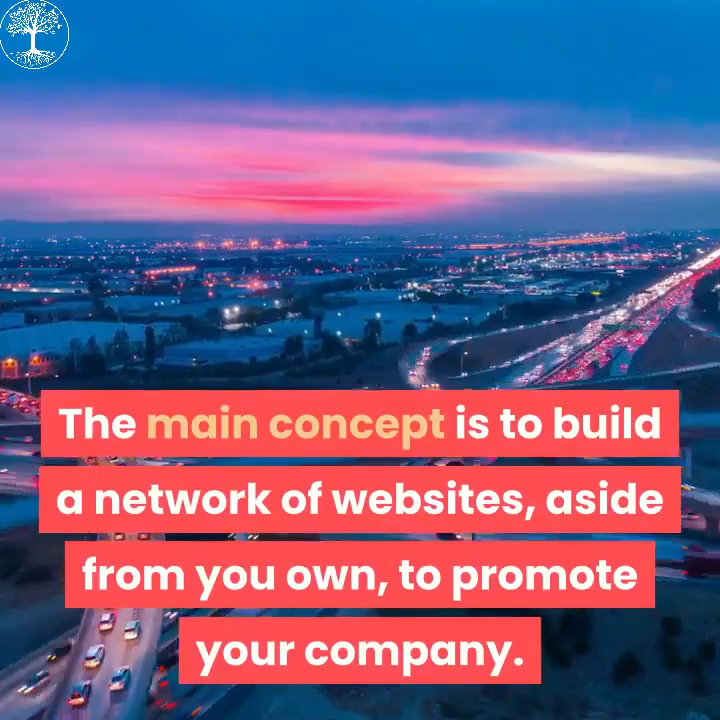 The main concept is to build
a network of websites, aside
from you own, to promote
your company.